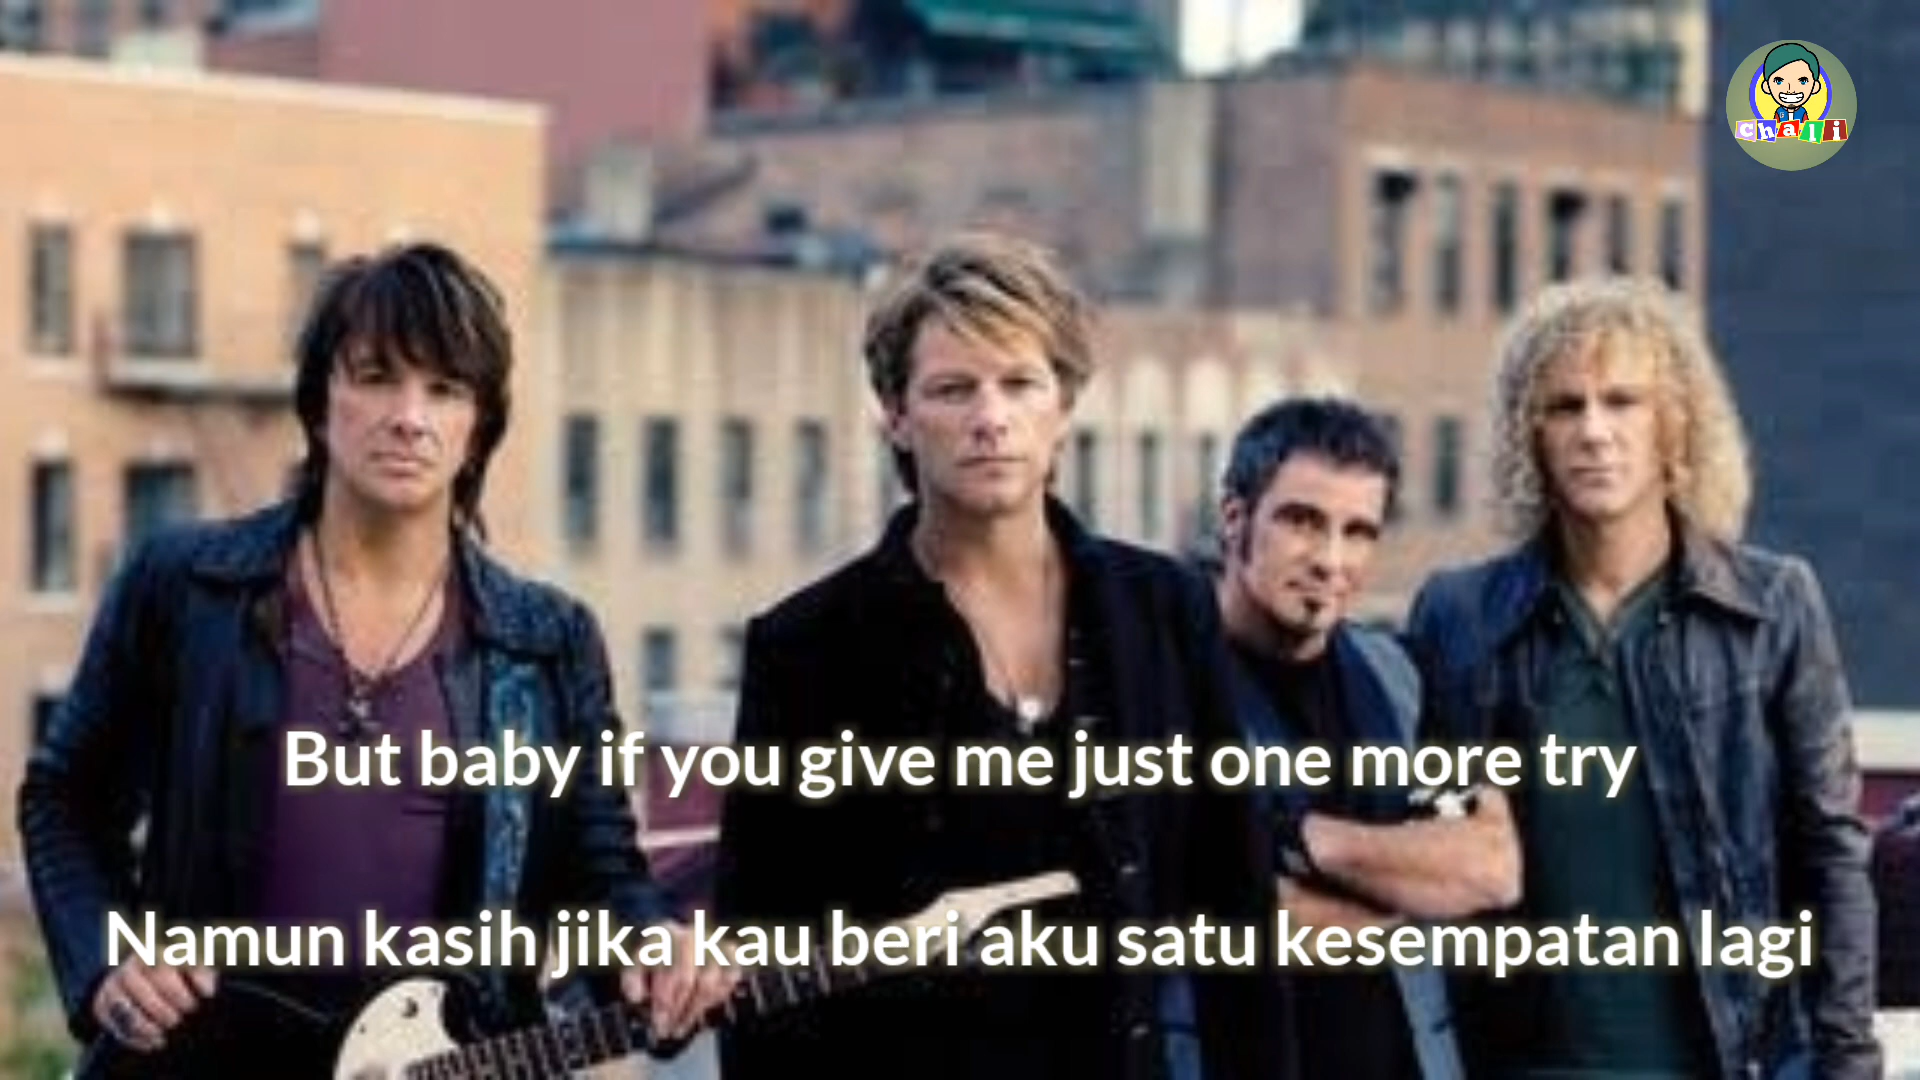 chali
But baby if you give me just one more try
Namun kasih jika kau beri aku satu kesempatan lagi